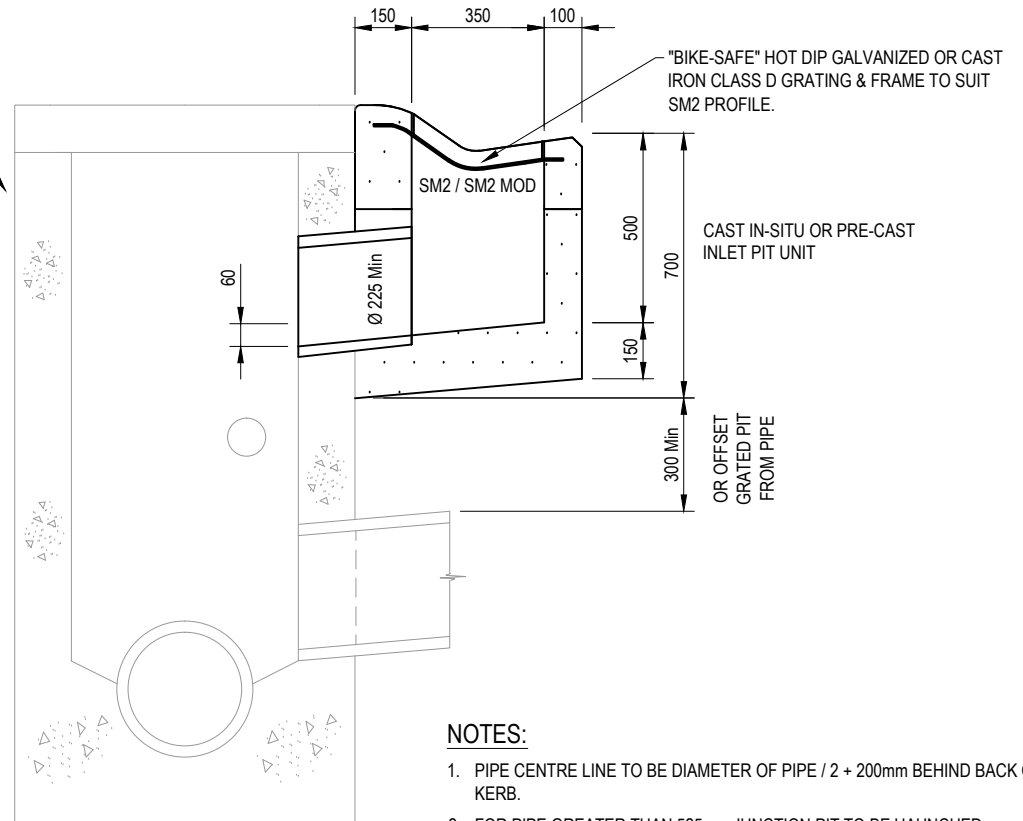 150 350 100
"BIKE-SAFE" HOT DIP GALVANIZED OR CAST
IRON CLASS D GRATING & FRAME TO SUIT
SM2 PROFILE.
SM2 / SM2 MOD
500
700
CAST IN-SITU OR PRE-CAST
INLET PIT UNIT
60
Ø 225 Min
150
300 Min
OR OFFSET
GRATED PIT
FROM PIPE
NOTES:
1. PIPE CENTRE LINE TO BE DIAMETER OF PIPE / 2 + 200mm BEHIND BACK
KERB.